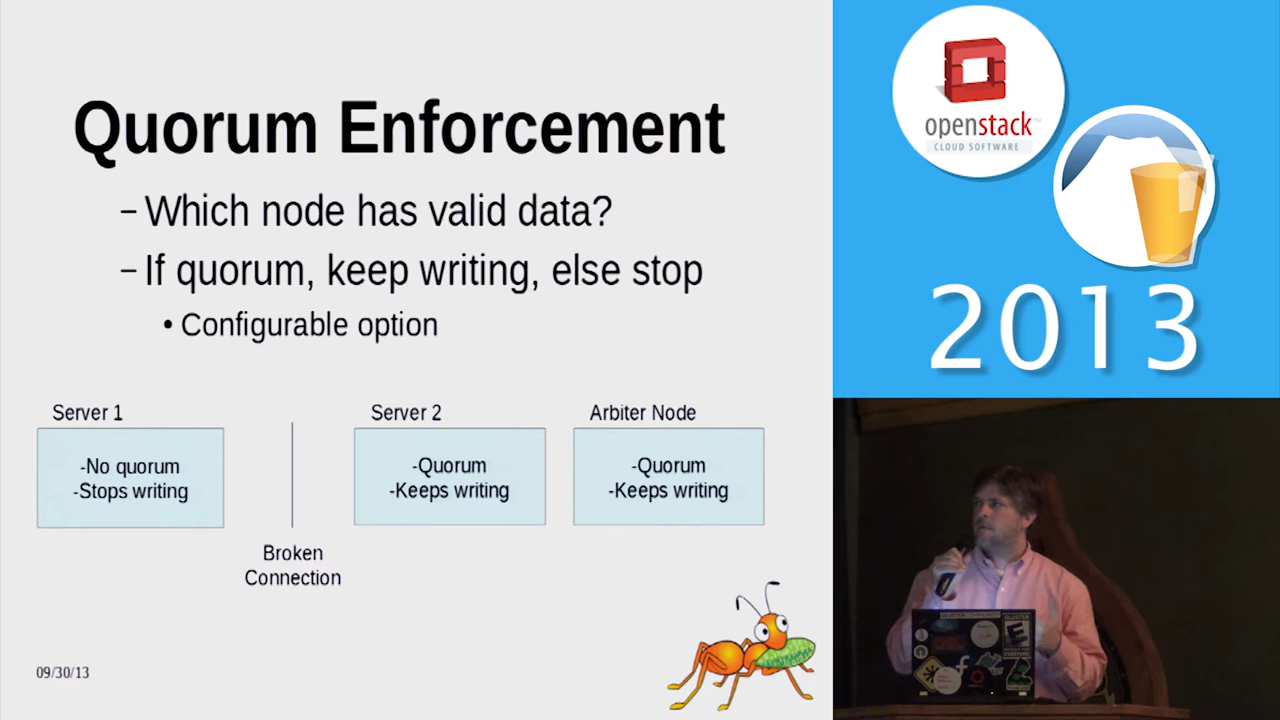 Quorum Enforcement
– Which node has valid data?
– If quorum, keep writing, else stop
• Configurable option
Server 1
-No quorum
-Stops writing
Broken
Connection
Server 2
-Quorum
-Keeps writing
Arbiter Node
-Quorum
-Keeps writing
09/30/13
openstack™
CLOUD SOFTWARE
2013
GLUSTER
E
f